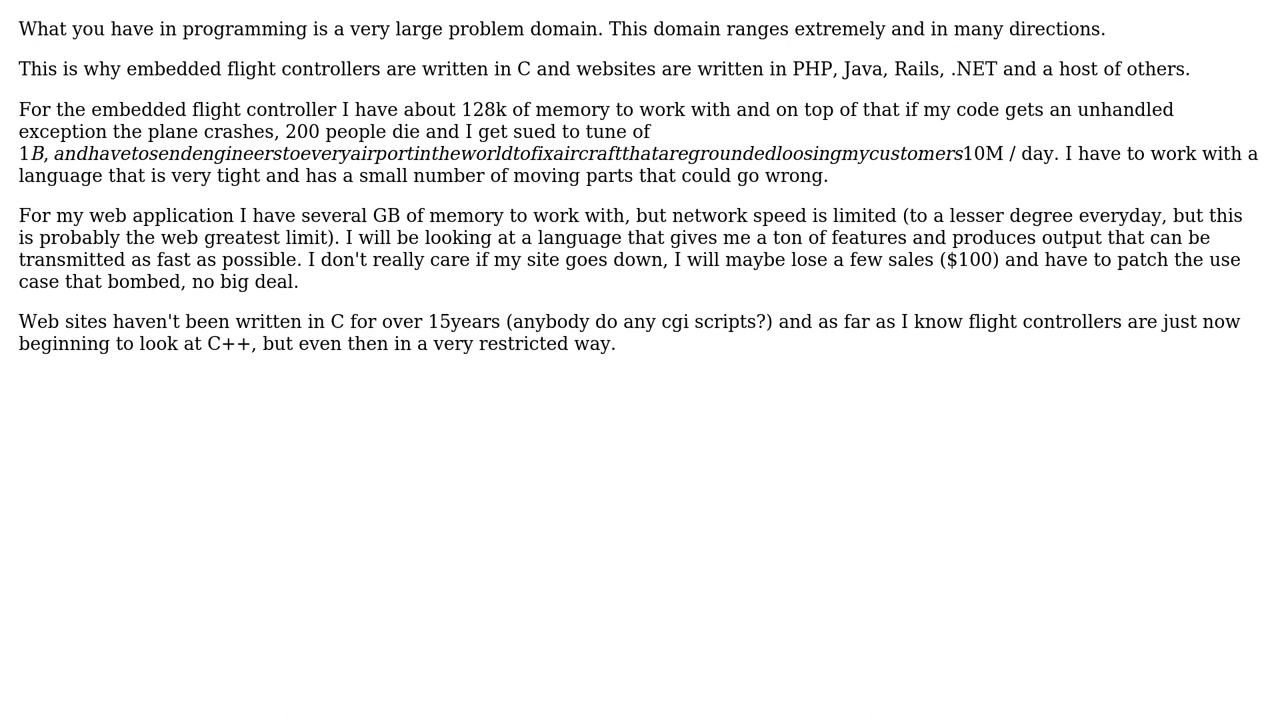 What you have in programming is a very large problem domain. This domain ranges extremely and in many directions.
This is why embedded flight controllers are written in C and websites are written in PHP, Java, Rails, .NET and a host of others.
For the embedded flight controller I have about 128k of memory to work with and on top of that if my code gets an unhandled
exception the plane crashes, 200 people die and I get sued to tune of
1B, andhavetosendengineerstoeveryairportintheworldtofixaircraftthataregroundedloosingmycustomers10M / day. I have to work with a
language that is very tight and has a small number of moving parts that could go wrong.
For my web application I have several GB of memory to work with, but network speed is limited (to a lesser degree everyday, but this
is probably the web greatest limit). I will be looking at a language that gives me a ton of features and produces output that can be
transmitted as fast as possible. I don't really care if my site goes down, I will maybe lose a few sales ($100) and have to patch the use
case that bombed, no big deal.
Web sites haven't been written in C for over 15years (anybody do any cgi scripts?) and as far as I know flight controllers are just now
beginning to look at C++, but even then in a very restricted way.